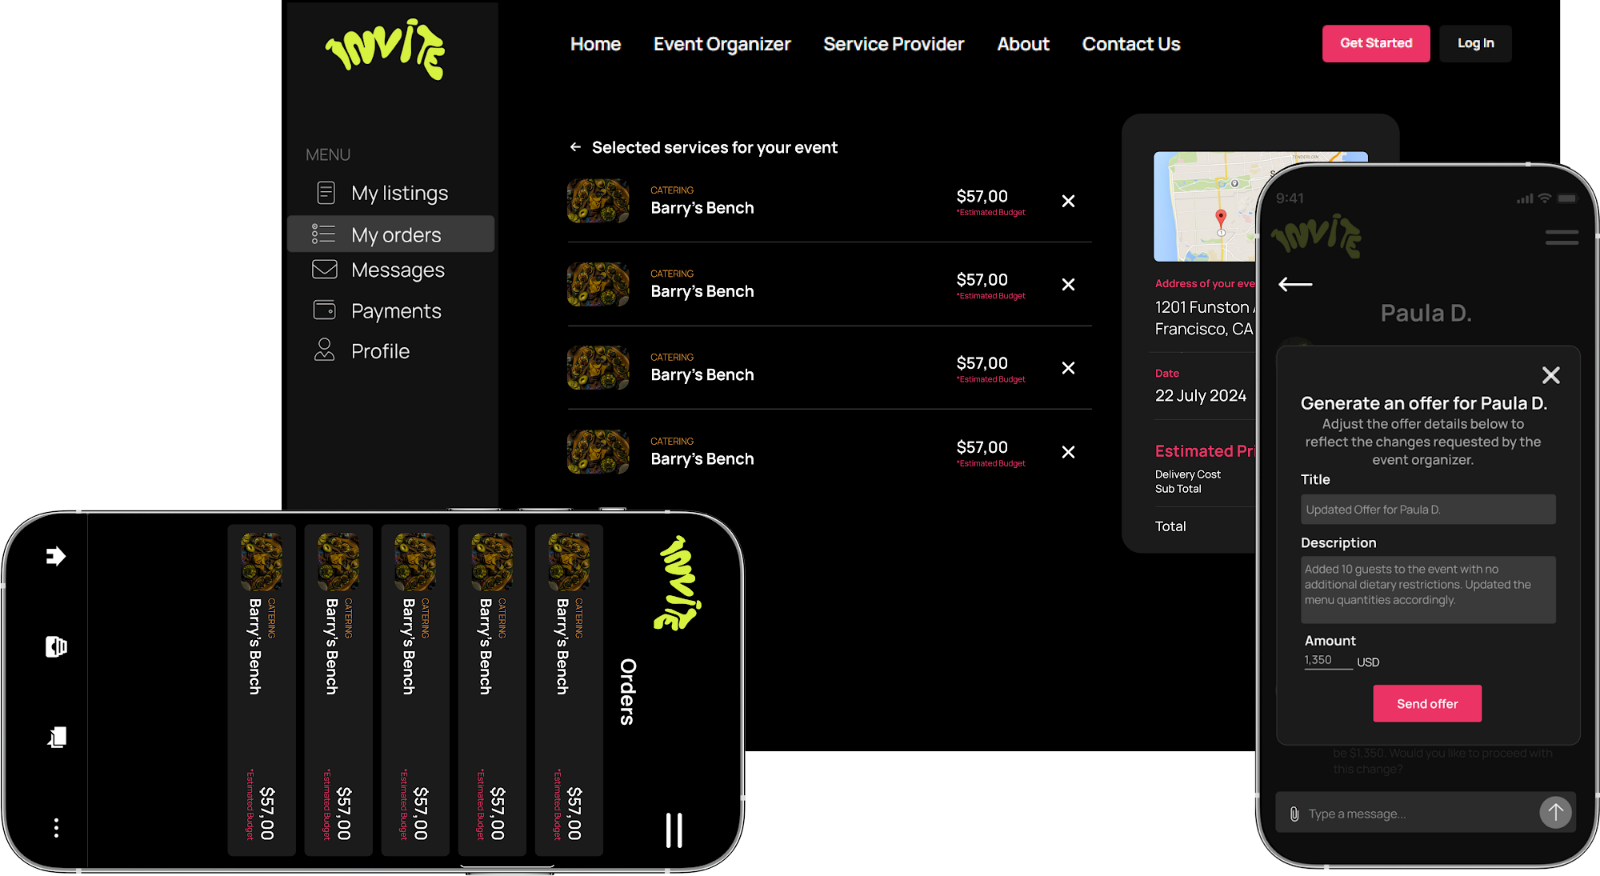 INVITE
Home Event Organizer Service Provider About Contact Us
Get Started
Log In
MENU
My listings
My orders
Messages
Payments
Profile
Selected services for your event
CATERING
Barry's Bench
$57,00
*Estimated Budget
CATERING
Barry's Bench
$57,00
*Estimated Budget
CATERING
Barry's Bench
$57,00
*Estimated Budget
CATERING
Barry's Bench
$57,00
*Estimated Budget
Address of your eve
1201 Funston
Francisco, CA
Date
22 July 2024
Estimated Pri
Delivery Cost
Sub Total
Total
INVITE
Orders
CATERING
Barry's Bench
$57,00
*Estimated Budget
CATERING
Barry's Bench
$57,00
*Estimated Budget
CATERING
Barry's Bench
$57,00
*Estimated Budget
CATERING
Barry's Bench
$57,00
*Estimated Budget
CATERING
Barry's Bench
$57,00
*Estimated Budget
9:41
INVITE
Paula D.
Generate an offer for Paula D.
Adjust the offer details below to
reflect the changes requested by the
event organizer.
Title
Updated Offer for Paula D.
Description
Added 10 guests to the event with no
additional dietary restrictions. Updated the
menu quantities accordingly.
Amount
1,350 USD
Send offer
be $1,350. Would you like to proceed with
this change?
Type a message...